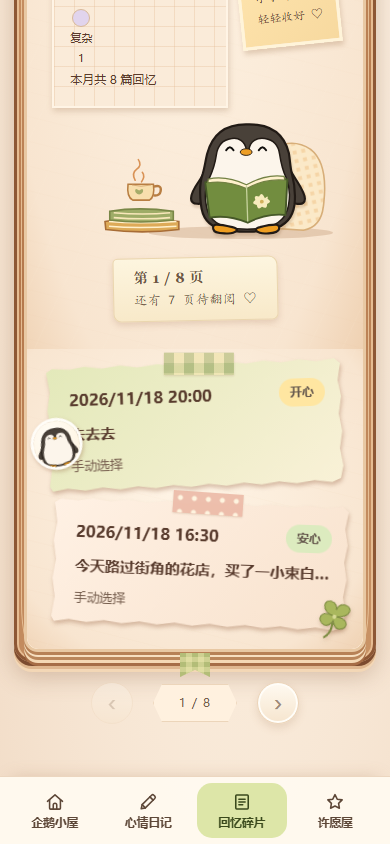 轻轻收好 ♡
复杂
1
本月共 8 篇回忆
第 1 / 8 页
还有 7 页待翻阅 ♡
2026/11/18 20:00
开心
去去
手动选择
2026/11/18 16:30
安心
今天路过街角的花店，买了一小束白...
手动选择
‹
1 / 8
›
企鹅小屋
心情日记
回忆碎片
许愿屋